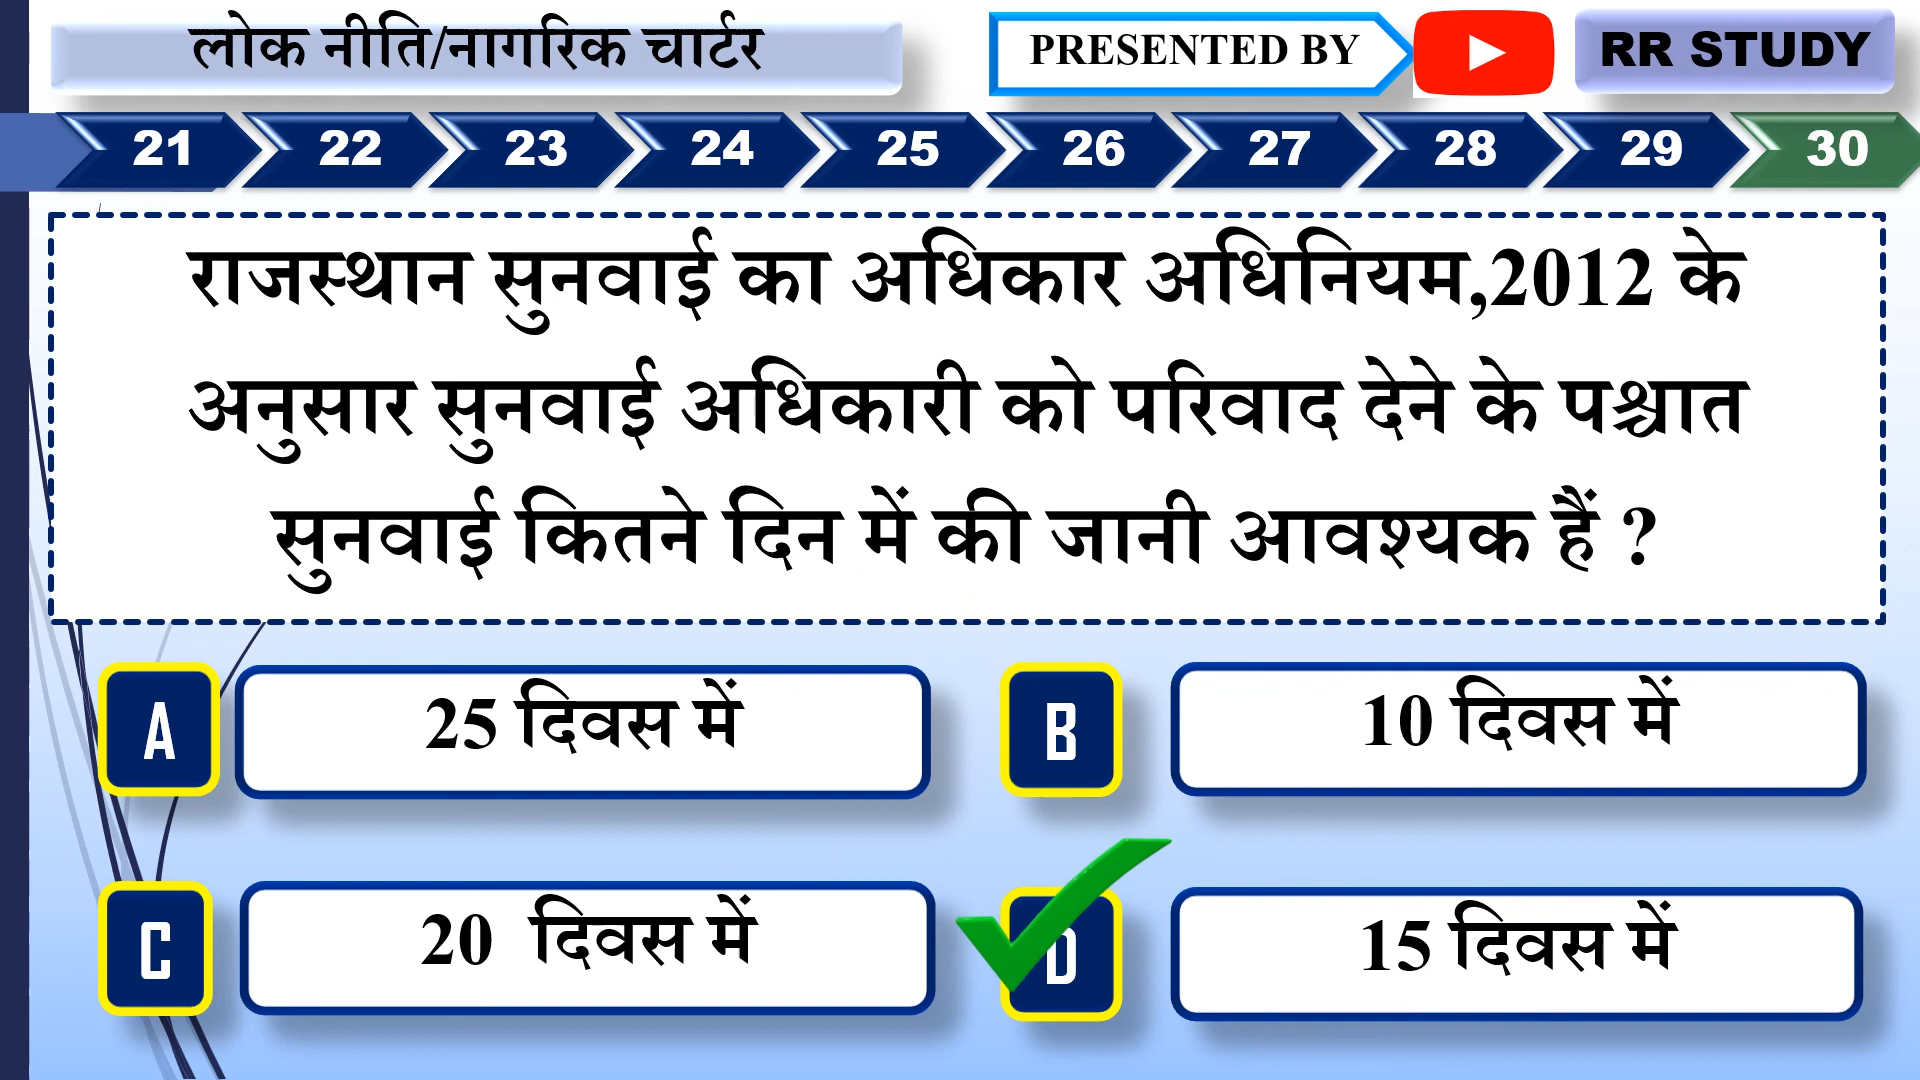 लोक नीति/नागरिक चार्टर
PRESENTED BY
RR STUDY
21 22 23 24 25 26 27 28 29 30
राजस्थान सुनवाई का अधिकार अधिनियम,2012 के
अनुसार सुनवाई अधिकारी को परिवाद देने के पश्चात
सुनवाई कितने दिन में की जानी आवश्यक हैं ?
A 25 दिवस में
B 10 दिवस में
C 20 दिवस में
D 15 दिवस में